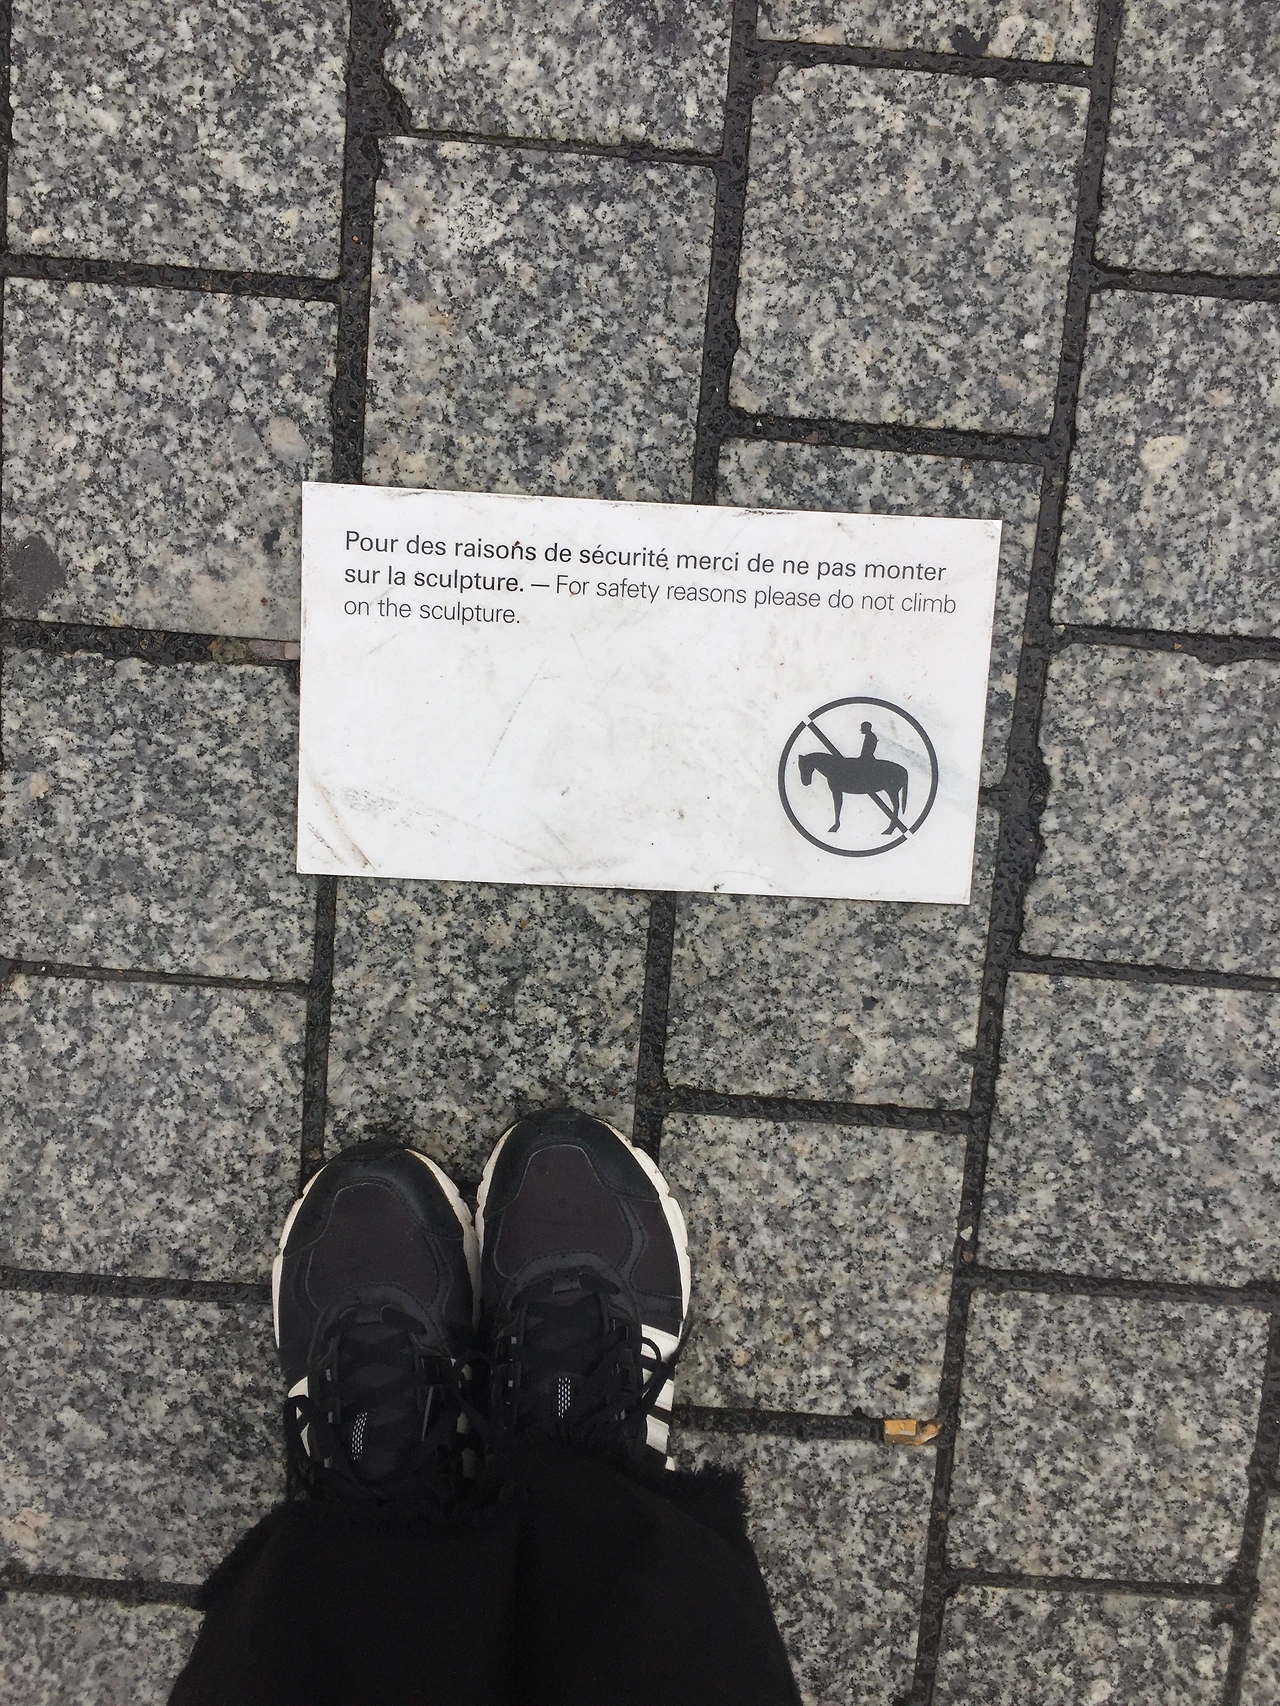 Pour des raisons de sécurité merci de ne pas monter
sur la sculpture. — For safety reasons please do not climb
on the sculpture.